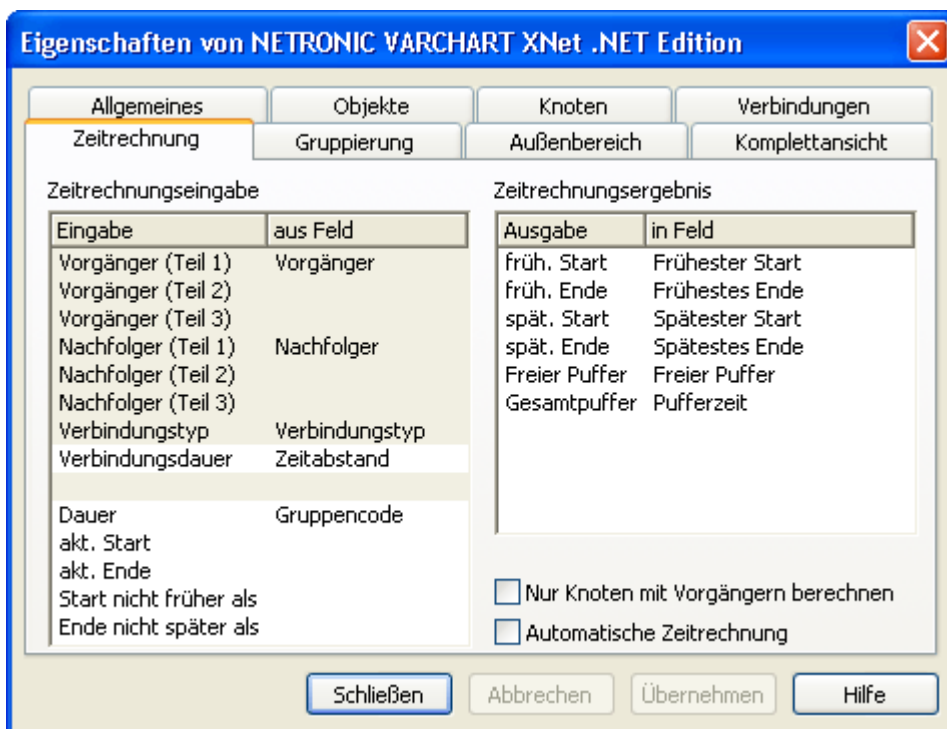 Eigenschaften von NETRONIC VARCHART XNet .NET Edition
Allgemeines Objekte Knoten Verbindungen
Zeitrechnung Gruppierung Außenbereich Komplettansicht
Zeitrechnungseingabe
Eingabe aus Feld
Vorgänger (Teil 1) Vorgänger
Vorgänger (Teil 2)
Vorgänger (Teil 3)
Nachfolger (Teil 1) Nachfolger
Nachfolger (Teil 2)
Nachfolger (Teil 3)
Verbindungstyp Verbindungstyp
Verbindungsdauer Zeitabstand
Dauer Gruppencode
akt. Start
akt. Ende
Start nicht früher als
Ende nicht später als
Zeitrechnungsergebnis
Ausgabe in Feld
früh. Start Frühester Start
früh. Ende Frühestes Ende
spät. Start Spätester Start
spät. Ende Spätestes Ende
Freier Puffer Freier Puffer
Gesamtpuffer Pufferzeit
Nur Knoten mit Vorgängern berechnen
Automatische Zeitrechnung
Schließen Abbrechen Übernehmen Hilfe